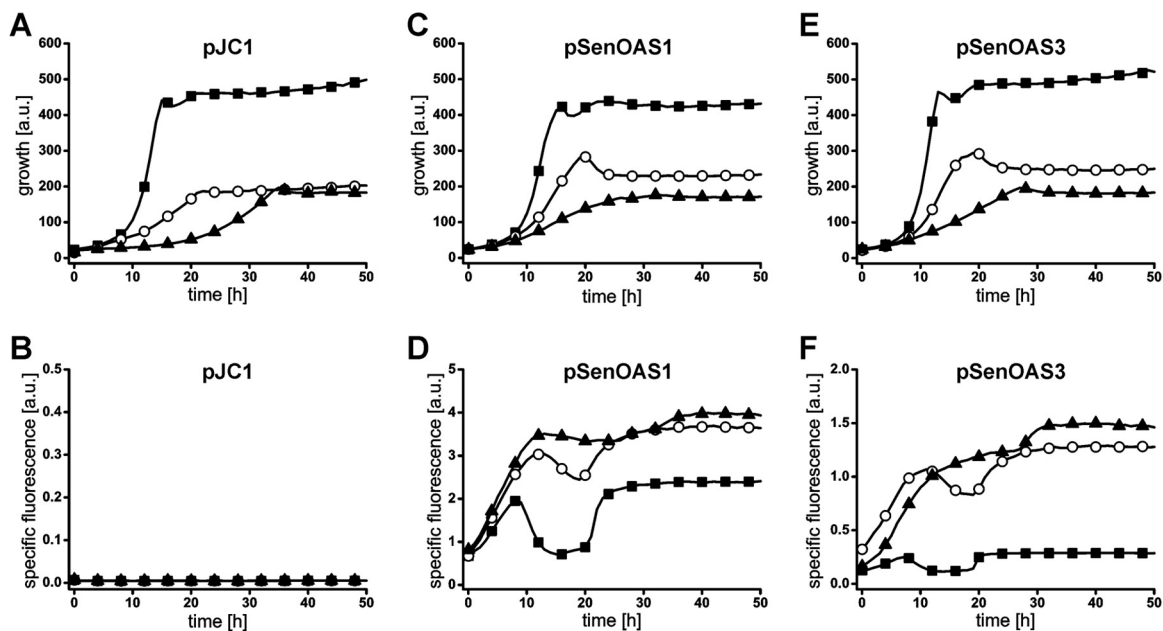 A
pJC1
600
500
400
300
200
100
0
growth [a.u.]
0 10 20 30 40 50
time [h]
C
pSenOAS1
600
500
400
300
200
100
0
growth [a.u.]
0 10 20 30 40 50
time [h]
E
pSenOAS3
600
500
400
300
200
100
0
growth [a.u.]
0 10 20 30 40 50
time [h]
B
pJC1
0.5
0.4
0.3
0.2
0.1
0.0
specific fluorescence [a.u.]
0 10 20 30 40 50
time [h]
D
pSenOAS1
5
4
3
2
1
0
specific fluorescence [a.u.]
0 10 20 30 40 50
time [h]
F
pSenOAS3
2.0
1.5
1.0
0.5
0.0
specific fluorescence [a.u.]
0 10 20 30 40 50
time [h]